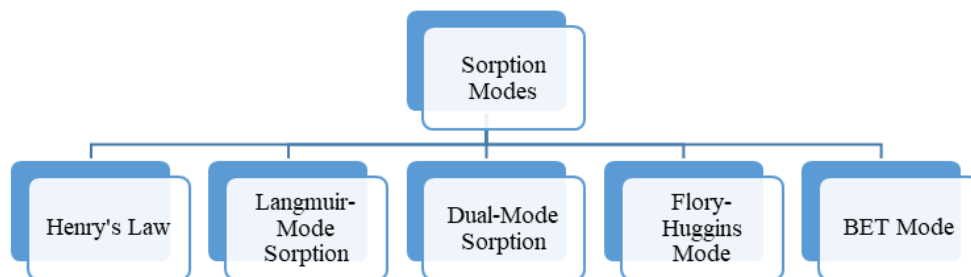 Sorption
Modes
Henry's Law
Langmuir-
Mode
Sorption
Dual-Mode
Sorption
Flory-
Huggins
Mode
BET Mode